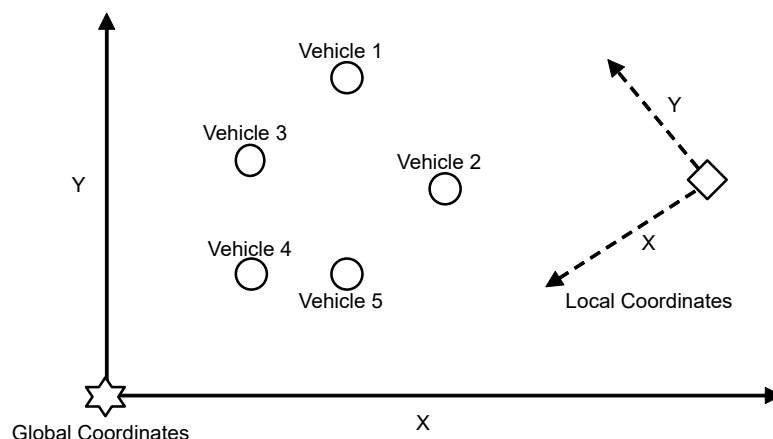 Vehicle 1
Vehicle 3
Vehicle 2
Y
Y
X
Vehicle 4
Vehicle 5
Local Coordinates
X
Global Coordinates